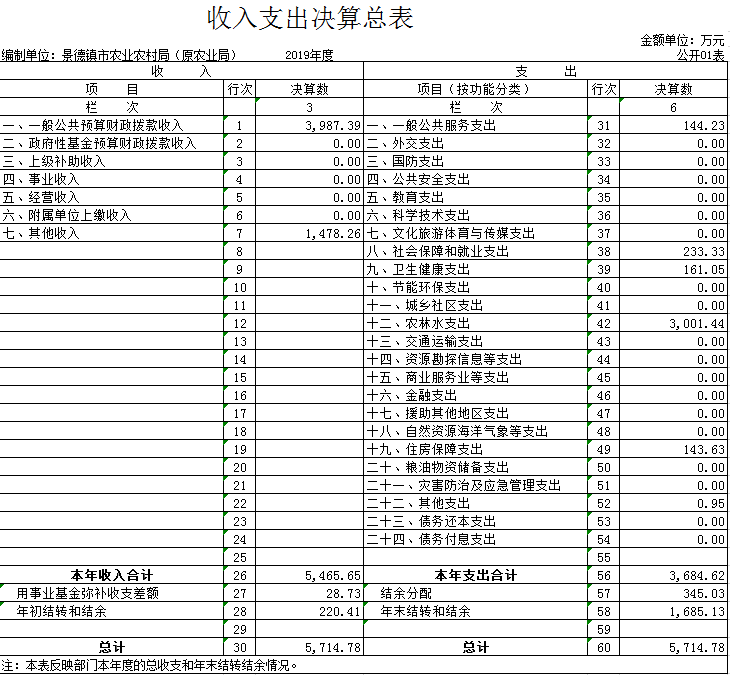 收入支出决算总表
金额单位：万元
编制单位：景德镇市农业农村局（原农业局） 2019年度 公开01表
收 入 支 出
项 目 行次 决算数 项目（按功能分类） 行次 决算数
栏 次 3 栏 次 6
一、一般公共预算财政拨款收入 1 3,987.39 一、一般公共服务支出 31 144.23
二、政府性基金预算财政拨款收入 2 0.00 二、外交支出 32 0.00
三、上级补助收入 3 0.00 三、国防支出 33 0.00
四、事业收入 4 0.00 四、公共安全支出 34 0.00
五、经营收入 5 0.00 五、教育支出 35 0.00
六、附属单位上缴收入 6 0.00 六、科学技术支出 36 0.00
七、其他收入 7 1,478.26 七、文化旅游体育与传媒支出 37 0.00
8 八、社会保障和就业支出 38 233.33
9 九、卫生健康支出 39 161.05
10 十、节能环保支出 40 0.00
11 十一、城乡社区支出 41 0.00
12 十二、农林水支出 42 3,001.44
13 十三、交通运输支出 43 0.00
14 十四、资源勘探信息等支出 44 0.00
15 十五、商业服务业等支出 45 0.00
16 十六、金融支出 46 0.00
17 十七、援助其他地区支出 47 0.00
18 十八、自然资源海洋气象等支出 48 0.00
19 十九、住房保障支出 49 143.63
20 二十、粮油物资储备支出 50 0.00
21 二十一、灾害防治及应急管理支出 51 0.00
22 二十二、其他支出 52 0.95
23 二十三、债务还本支出 53 0.00
24 二十四、债务付息支出 54 0.00
25 55
本年收入合计 26 5,465.65 本年支出合计 56 3,684.62
用事业基金弥补收支差额 27 28.73 结余分配 57 345.03
年初结转和结余 28 220.41 年末结转和结余 58 1,685.13
29 59
总计 30 5,714.78 总计 60 5,714.78
注：本表反映部门本年度的总收支和年末结转结余情况。